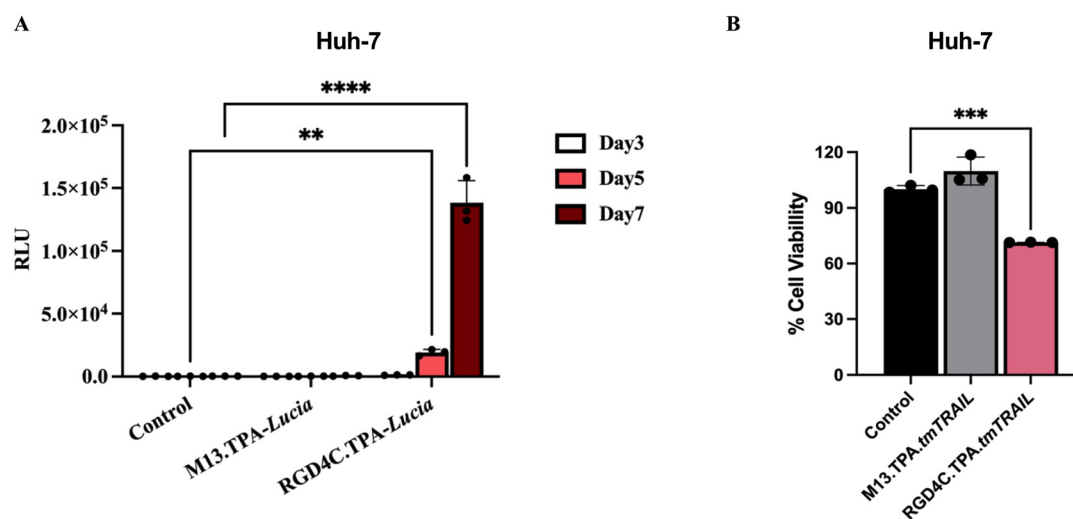 A
Huh-7
****
**
2.0×10⁵
1.5×10⁵
1.0×10⁵
5.0×10⁴
0.0
RLU
Control
M13.TPA-Lucia
RGD4C.TPA-Lucia
Day3
Day5
Day7
B
Huh-7
***
120
90
60
30
0
% Cell Viabillity
Control
M13.TPA.tmTRAIL
RGD4C.TPA.tmTRAIL